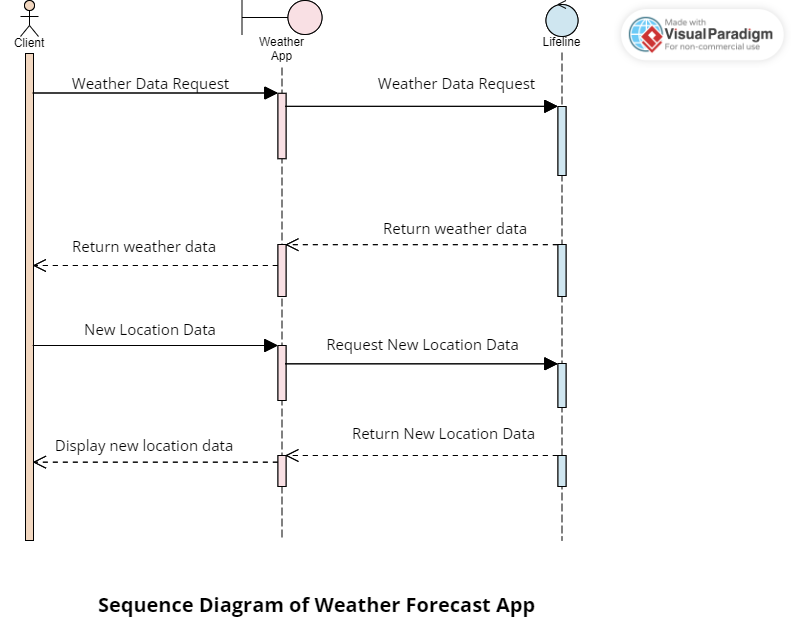 Client
Weather
App
Lifeline
Made with
Visual Paradigm
For non-commercial use
Weather Data Request
Weather Data Request
Return weather data
Return weather data
New Location Data
Request New Location Data
Return New Location Data
Display new location data
Sequence Diagram of Weather Forecast App